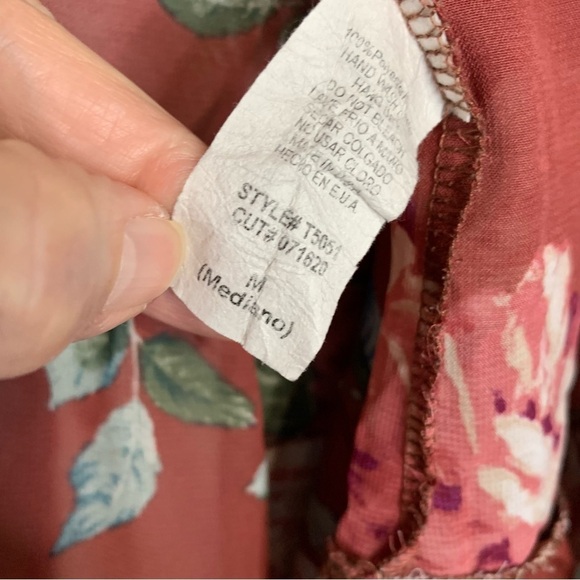 100% Polyester
HAND WASH
HANG
DO NOT BLEACH
LAVE FRIO A MANO
SECAR COLGADO
NO USAR CLORO
HECHO EN E.U.A.
STYLE# T5051
CUT# 071620
M
(Mediano)